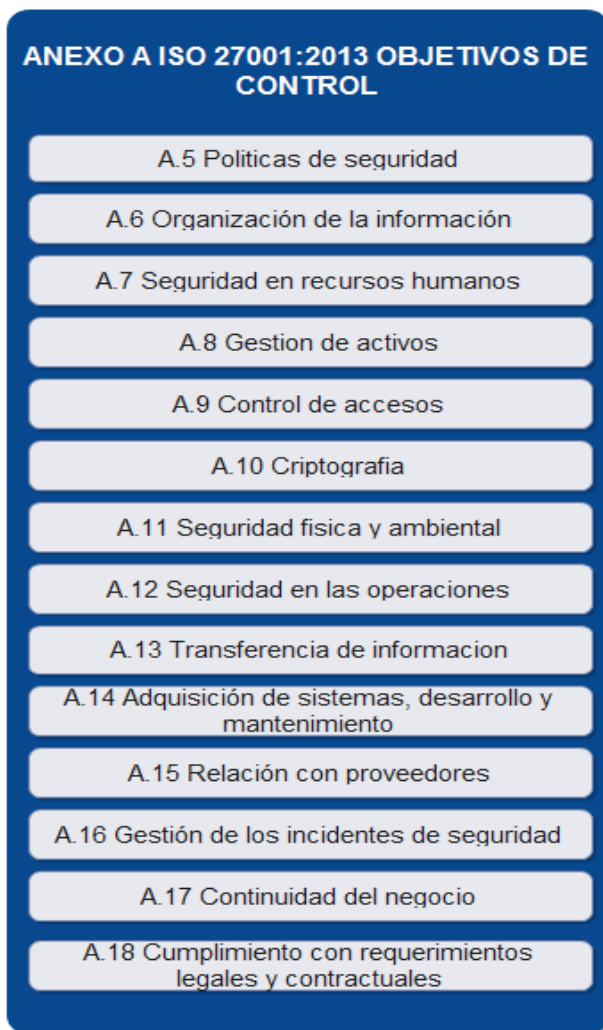 ANEXO A ISO 27001:2013 OBJETIVOS DE
CONTROL
A.5 Politicas de seguridad
A.6 Organización de la información
A.7 Seguridad en recursos humanos
A.8 Gestion de activos
A.9 Control de accesos
A.10 Criptografia
A.11 Seguridad fisica y ambiental
A.12 Seguridad en las operaciones
A.13 Transferencia de informacion
A.14 Adquisición de sistemas, desarrollo y
mantenimiento
A.15 Relación con proveedores
A.16 Gestión de los incidentes de seguridad
A.17 Continuidad del negocio
A.18 Cumplimiento con requerimientos
legales y contractuales